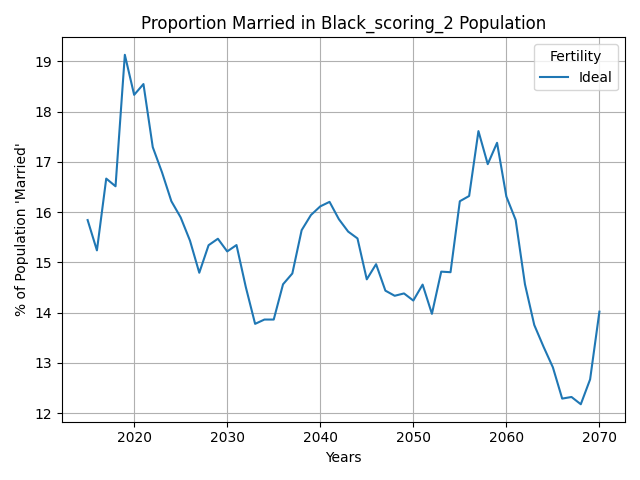 Proportion Married in Black_scoring_2 Population
Fertility
Ideal
% of Population 'Married'
19
18
17
16
15
14
13
12
2020 2030 2040 2050 2060 2070
Years